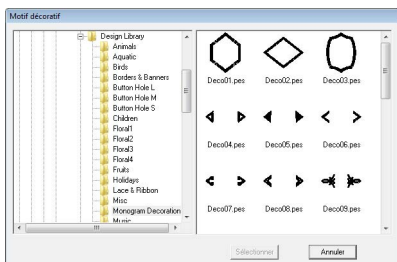 Motif décoratif
Design Library
Animals
Aquatic
Birds
Borders & Banners
Button Hole L
Button Hole M
Button Hole S
Children
Floral1
Floral2
Floral3
Floral4
Fruits
Holidays
Lace & Ribbon
Misc
Monogram Decoration
Music
Deco01.pes Deco02.pes Deco03.pes
Deco04.pes Deco05.pes Deco06.pes
Deco07.pes Deco08.pes Deco09.pes
Sélectionner Annuler